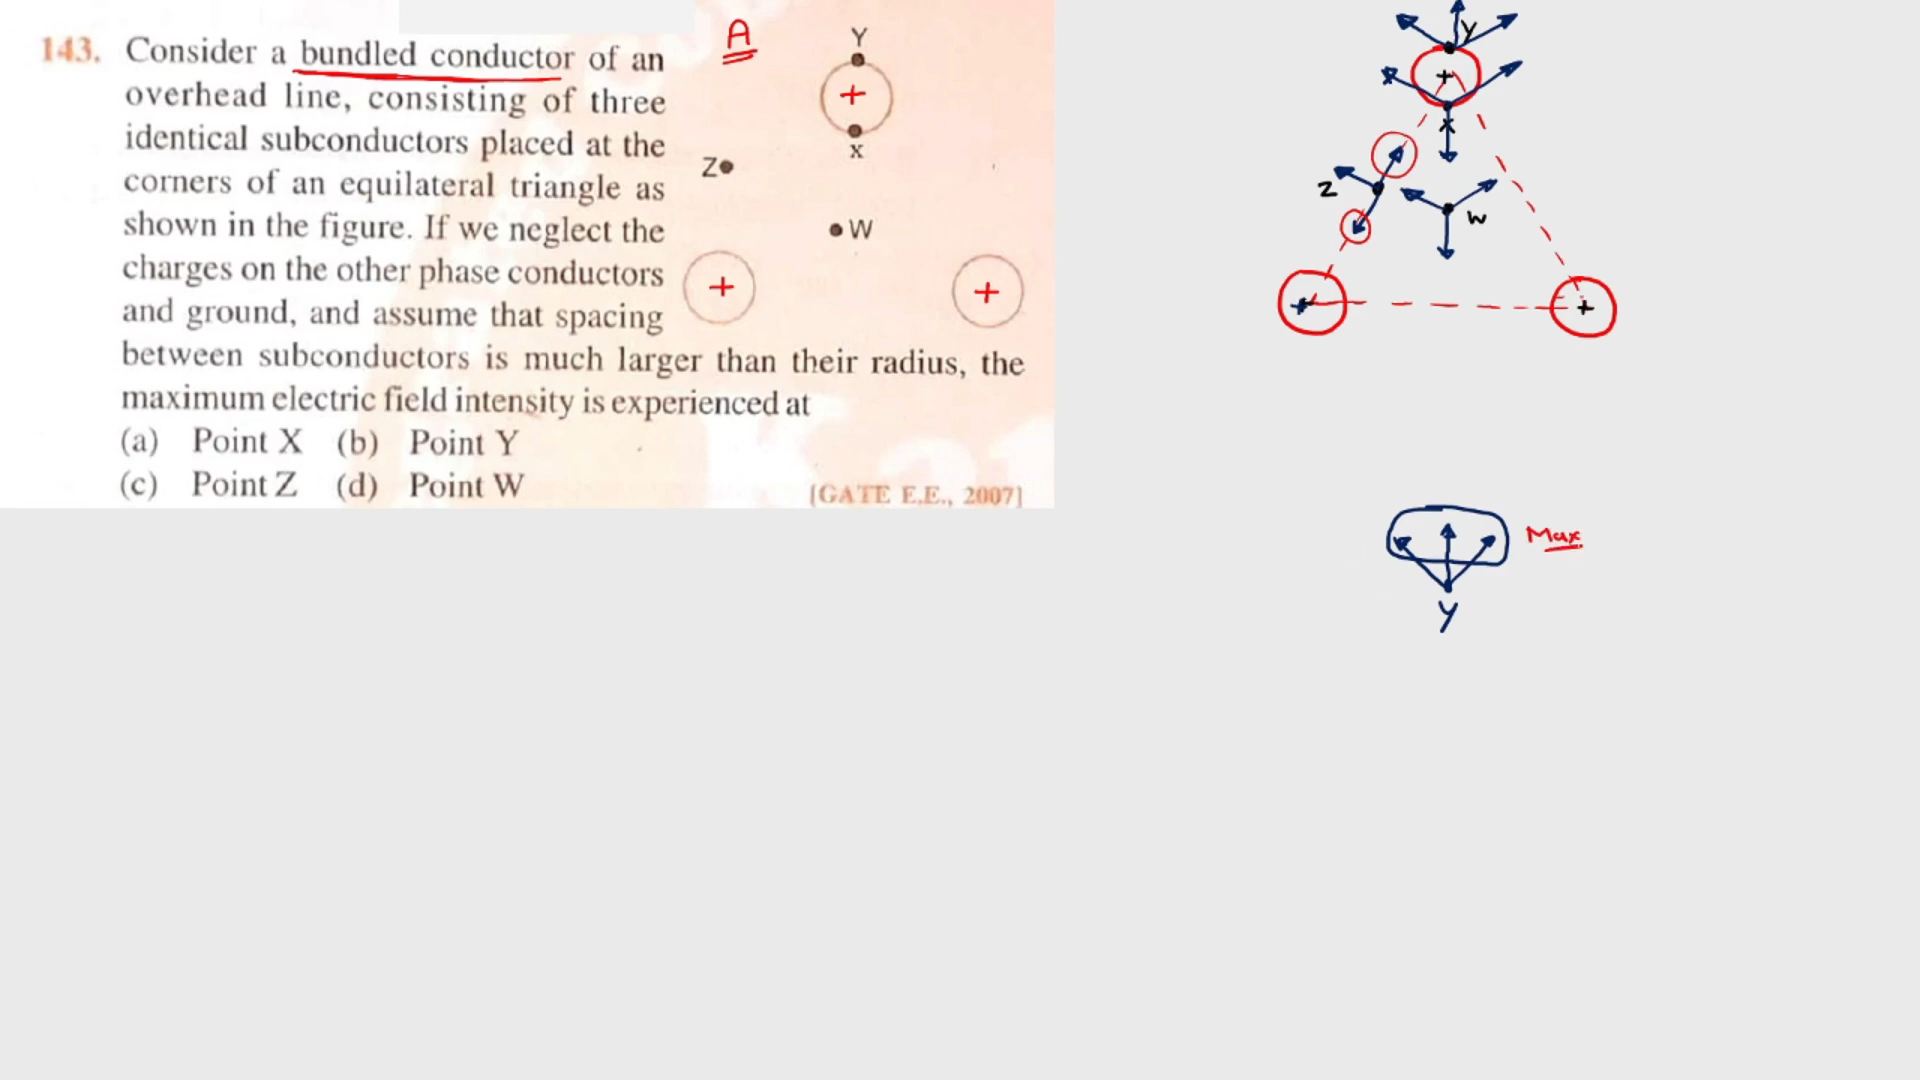 143. Consider a bundled conductor of an
overhead line, consisting of three
identical subconductors placed at the
corners of an equilateral triangle as
shown in the figure. If we neglect the
charges on the other phase conductors
and ground, and assume that spacing
between subconductors is much larger than their radius, the
maximum electric field intensity is experienced at
(a) Point X (b) Point Y
(c) Point Z (d) Point W
[GATE E.E., 2007]
A
Y
+
X
Z
W
+
+
Y
+
X
Z
W
+
+
Max
Y